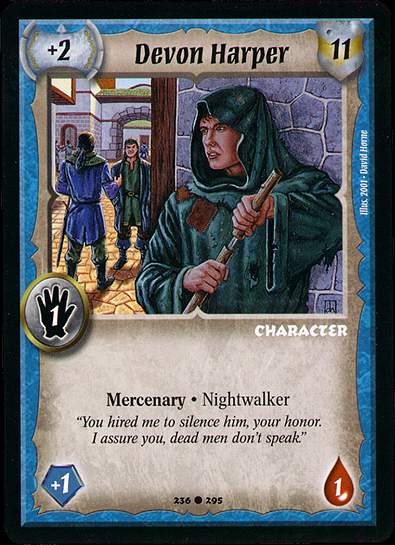 +2
Devon Harper
11
Illus. 2001 • David Horne
1
CHARACTER
Mercenary • Nightwalker
“You hired me to silence him, your honor.
I assure you, dead men don’t speak.”
+1
236 ● 295
1